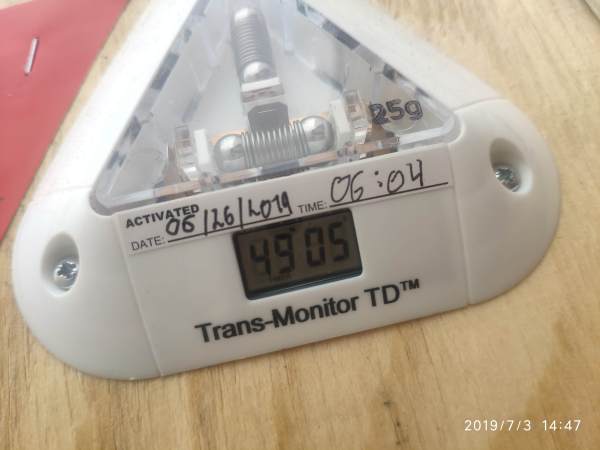 25g
ACTIVATED
DATE: 06/26/2019 TIME: 06:04
4905
Trans-Monitor TD™
2019/7/3 14:47